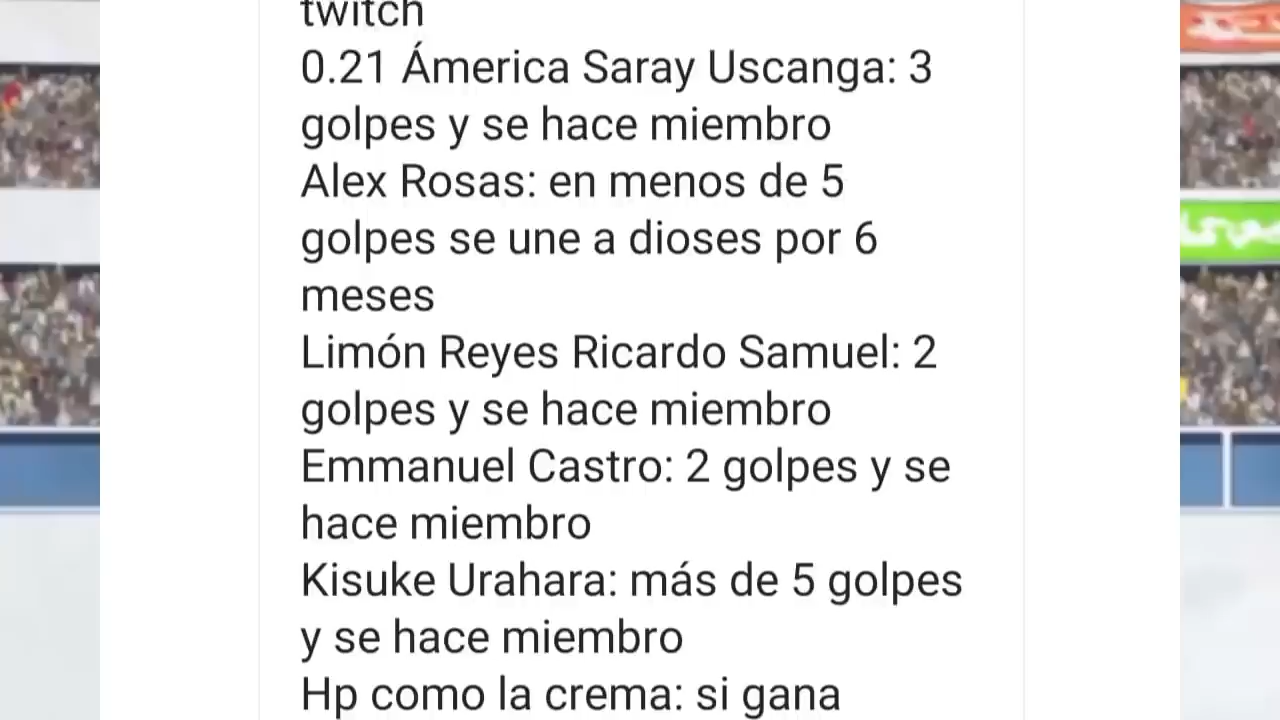 twitch
0.21 Ámerica Saray Uscanga: 3
golpes y se hace miembro
Alex Rosas: en menos de 5
golpes se une a dioses por 6
meses
Limón Reyes Ricardo Samuel: 2
golpes y se hace miembro
Emmanuel Castro: 2 golpes y se
hace miembro
Kisuke Urahara: más de 5 golpes
y se hace miembro
Hp como la crema: si gana